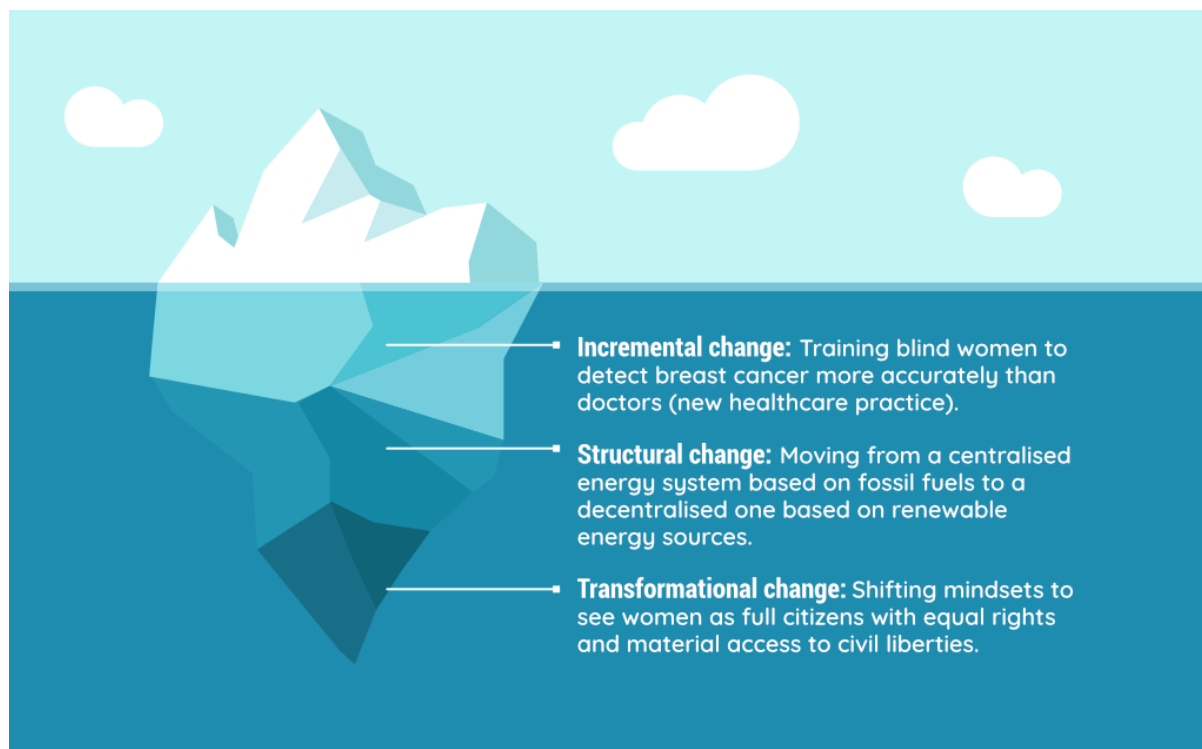 Incremental change: Training blind women to
detect breast cancer more accurately than
doctors (new healthcare practice).
Structural change: Moving from a centralised
energy system based on fossil fuels to a
decentralised one based on renewable
energy sources.
Transformational change: Shifting mindsets to
see women as full citizens with equal rights
and material access to civil liberties.